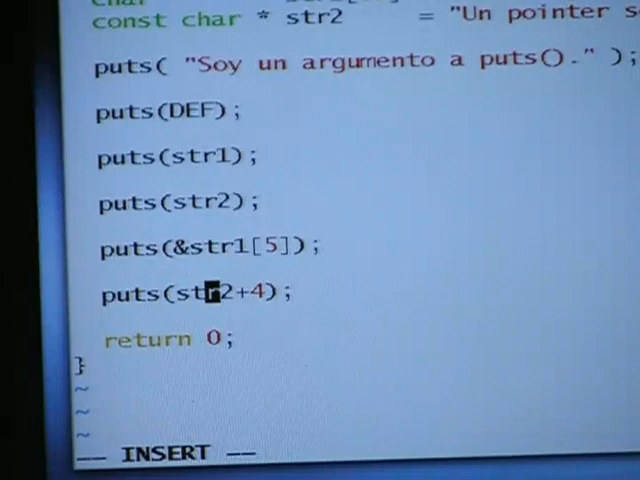 const char * str2 = "Un pointer
puts( "Soy un argumento a puts()." );
puts(DEF);
puts(str1);
puts(str2);
puts(&str1[5]);
puts(str2+4);
return 0;
}
~
~
~
-- INSERT --